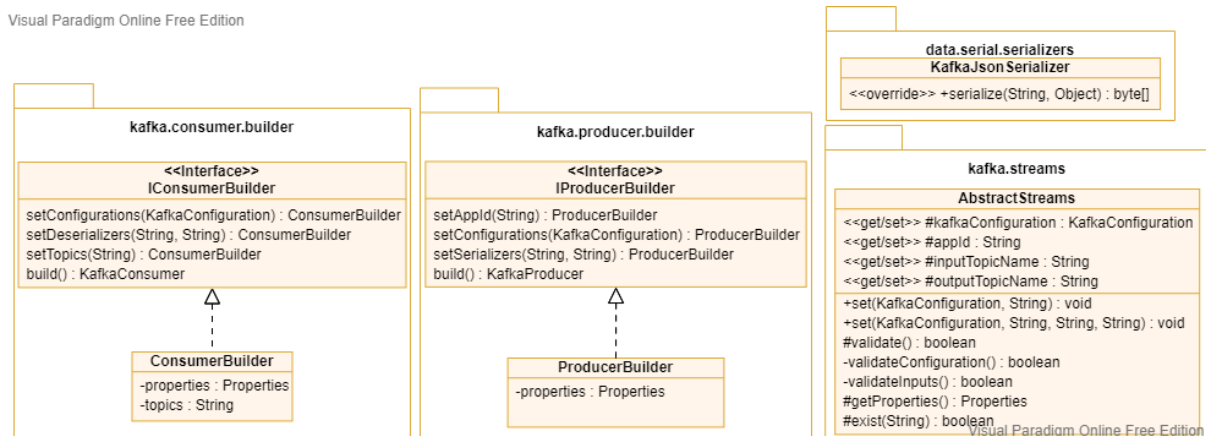 Visual Paradigm Online Free Edition
kafka.consumer.builder
<<Interface>>
IConsumerBuilder
setConfigurations(KafkaConfiguration) : ConsumerBuilder
setDeserializers(String, String) : ConsumerBuilder
setTopics(String) : ConsumerBuilder
build() : KafkaConsumer
ConsumerBuilder
-properties : Properties
-topics : String
kafka.producer.builder
<<Interface>>
IProducerBuilder
setAppId(String) : ProducerBuilder
setConfigurations(KafkaConfiguration) : ProducerBuilder
setSerializers(String, String) : ProducerBuilder
build() : KafkaProducer
ProducerBuilder
-properties : Properties
data.serial.serializers
KafkaJsonSerializer
<<override>> +serialize(String, Object) : byte[]
kafka.streams
AbstractStreams
<<get/set>> #kafkaConfiguration : KafkaConfiguration
<<get/set>> #appId : String
<<get/set>> #inputTopicName : String
<<get/set>> #outputTopicName : String
+set(KafkaConfiguration, String) : void
+set(KafkaConfiguration, String, String, String) : void
#validate() : boolean
-validateConfiguration() : boolean
-validateInputs() : boolean
#getProperties() : Properties
#exist(String) : boolean
Visual Paradigm Online Free Edition